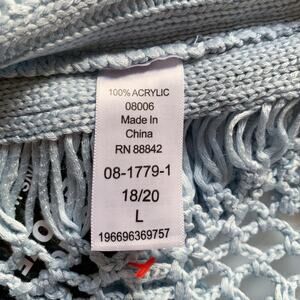 100% ACRYLIC
08006
Made In
China
RN 88842
08-1779-1
18/20
L
196696369757